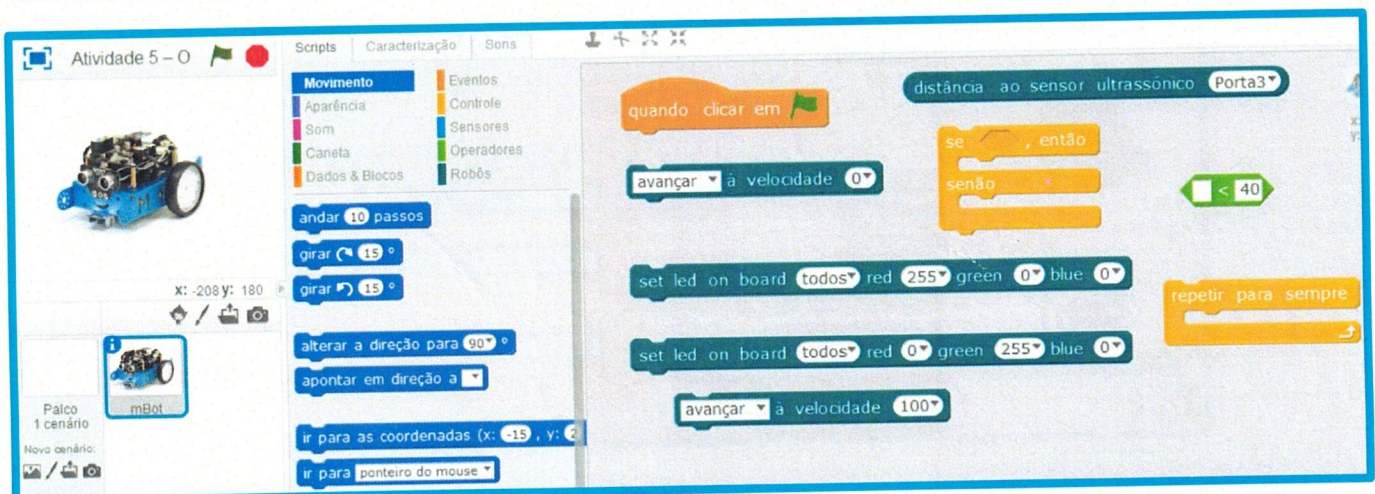 Atividade 5 – O
x: -208 y: 180
Palco
1 cenário
mBot
Novo cenário:
Scripts Caracterização Sons
Movimento
Aparência
Som
Caneta
Dados & Blocos
Eventos
Controle
Sensores
Operadores
Robôs
andar 10 passos
girar 15 °
girar 15 °
alterar a direção para 90 °
apontar em direção a
ir para as coordenadas (x: -15 , y: 2
ir para ponteiro do mouse
quando clicar em
avançar à velocidade 0
distância ao sensor ultrassónico Porta3
se , então
senão
< 40
set led on board todos red 255 green 0 blue 0
repetir para sempre
set led on board todos red 0 green 255 blue 0
avançar à velocidade 100
x:
y: